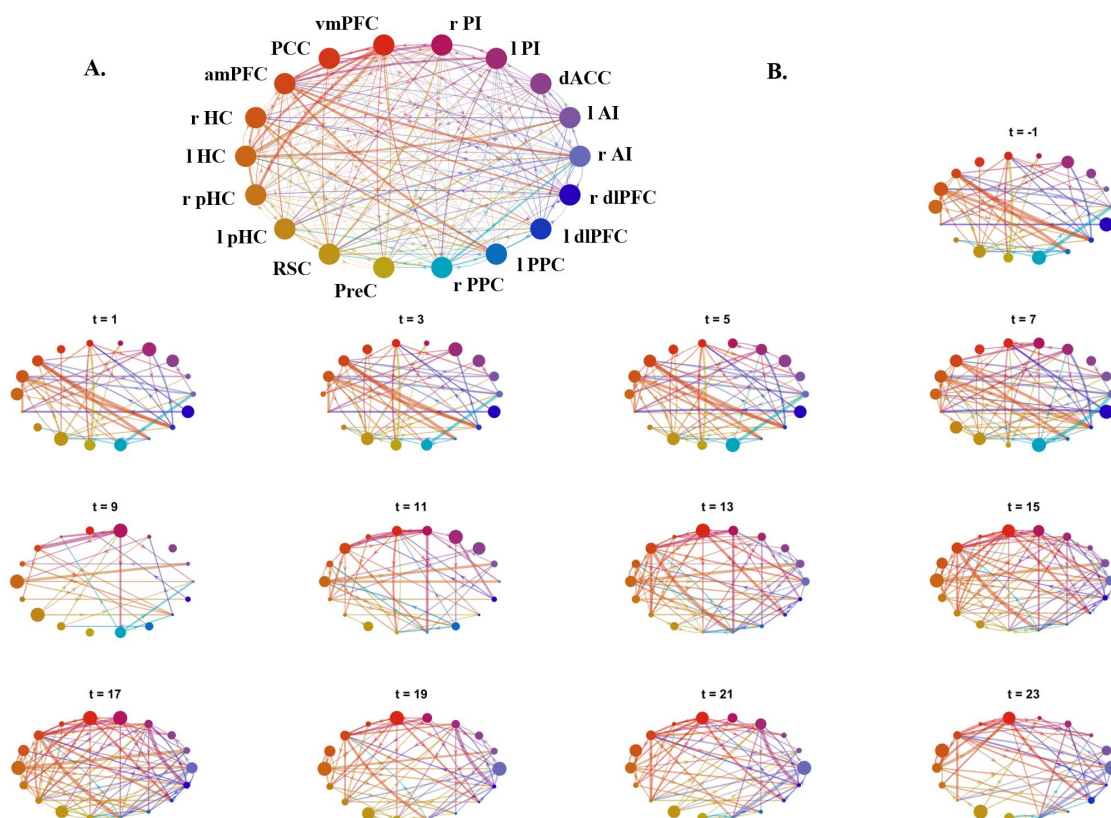 A.
B.
vmPFC
r PI
PCC
l PI
amPFC
dACC
r HC
l AI
l HC
r AI
r pHC
r dlPFC
l pHC
l dlPFC
RSC
l PPC
PreC
r PPC
t = -1
t = 1
t = 3
t = 5
t = 7
t = 9
t = 11
t = 13
t = 15
t = 17
t = 19
t = 21
t = 23